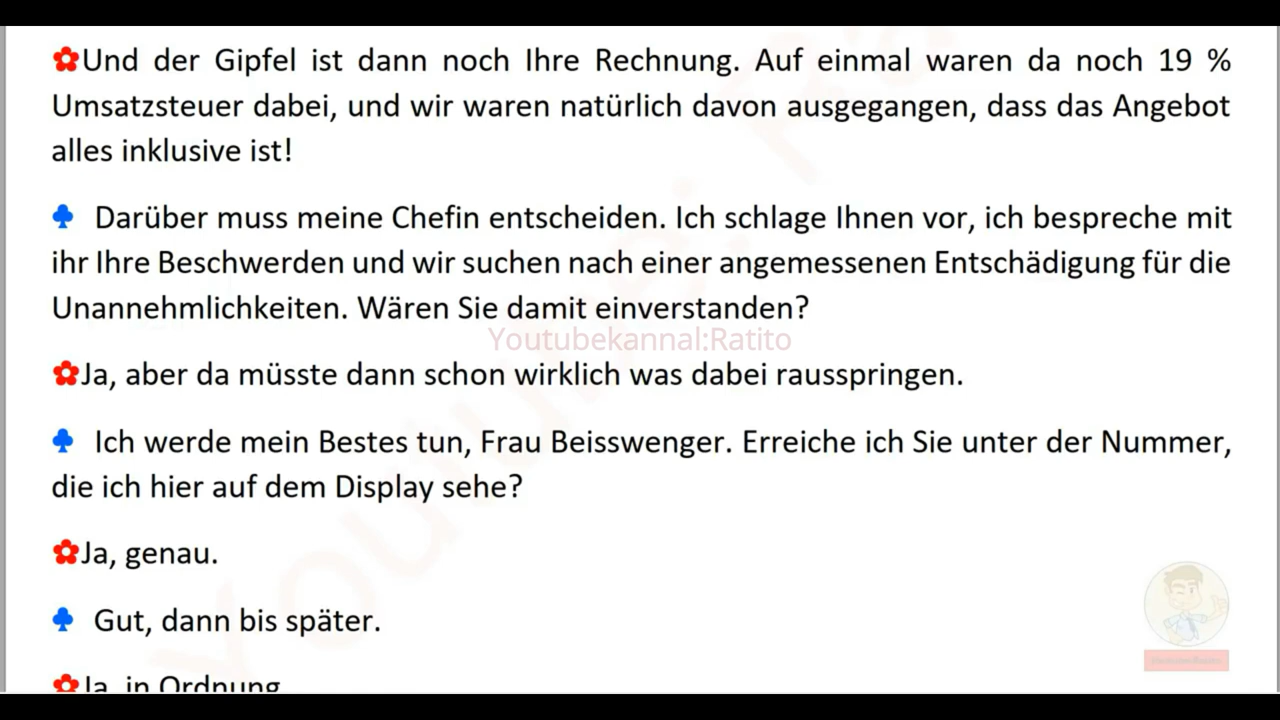 Und der Gipfel ist dann noch Ihre Rechnung. Auf einmal waren da noch 19 %
Umsatzsteuer dabei, und wir waren natürlich davon ausgegangen, dass das Angebot
alles inklusive ist!
Darüber muss meine Chefin entscheiden. Ich schlage Ihnen vor, ich bespreche mit
ihr Ihre Beschwerden und wir suchen nach einer angemessenen Entschädigung für die
Unannehmlichkeiten. Wären Sie damit einverstanden?
Youtubekannal:Ratito
Ja, aber da müsste dann schon wirklich was dabei rausspringen.
Ich werde mein Bestes tun, Frau Beisswenger. Erreiche ich Sie unter der Nummer,
die ich hier auf dem Display sehe?
Ja, genau.
Gut, dann bis später.
Ja, in Ordnung